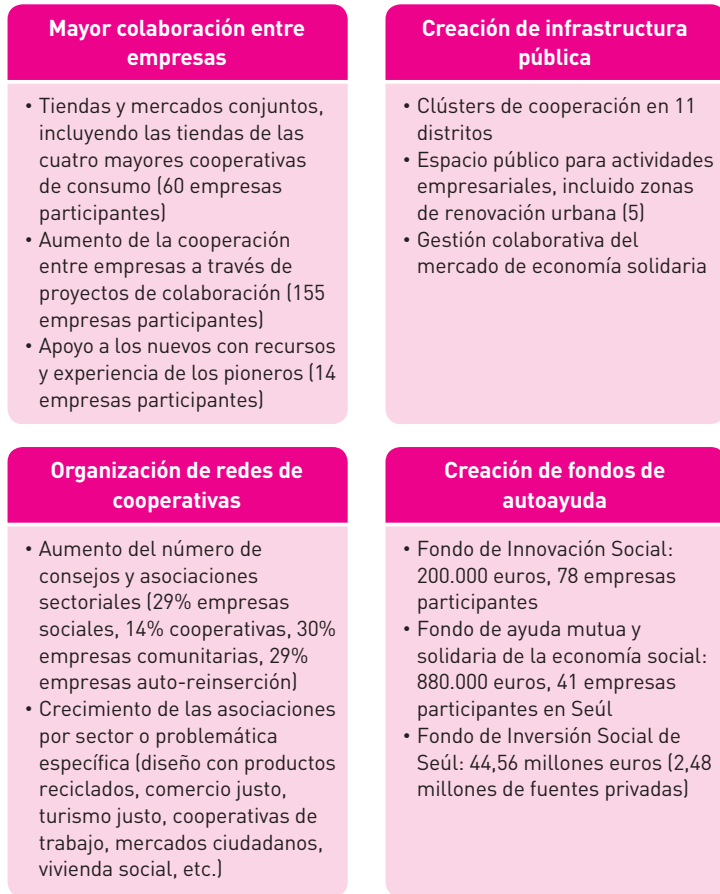 Mayor colaboración entre
empresas
• Tiendas y mercados conjuntos,
incluyendo las tiendas de las
cuatro mayores cooperativas
de consumo (60 empresas
participantes)
• Aumento de la cooperación
entre empresas a través de
proyectos de colaboración (155
empresas participantes)
• Apoyo a los nuevos con recursos
y experiencia de los pioneros (14
empresas participantes)
Creación de infrastructura
pública
• Clústers de cooperación en 11
distritos
• Espacio público para actividades
empresariales, incluido zonas
de renovación urbana (5)
• Gestión colaborativa del
mercado de economía solidaria
Organización de redes de
cooperativas
• Aumento del número de
consejos y asociaciones
sectoriales (29% empresas
sociales, 14% cooperativas, 30%
empresas comunitarias, 29%
empresas auto-reinserción)
• Crecimiento de las asociaciones
por sector o problemática
específica (diseño con productos
reciclados, comercio justo,
turismo justo, cooperativas de
trabajo, mercados ciudadanos,
vivienda social, etc.)
Creación de fondos de
autoayuda
• Fondo de Innovación Social:
200.000 euros, 78 empresas
participantes
• Fondo de ayuda mutua y
solidaria de la economía social:
880.000 euros, 41 empresas
participantes en Seúl
• Fondo de Inversión Social de
Seúl: 44,56 millones euros (2,48
millones de fuentes privadas)